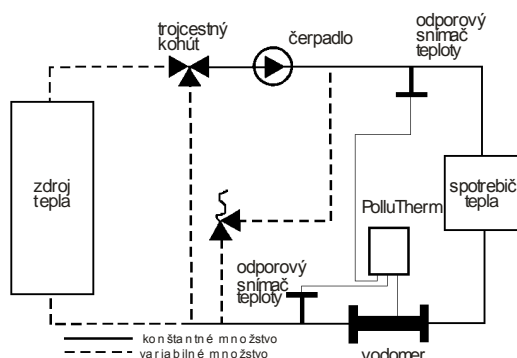 trojcestný
kohút
čerpadlo
odporový
snímač
teploty
zdroj
tepla
spotrebič
tepla
PolluTherm
odporový
snímač
teploty
vodomer
konštantné množstvo
variabilné množstvo